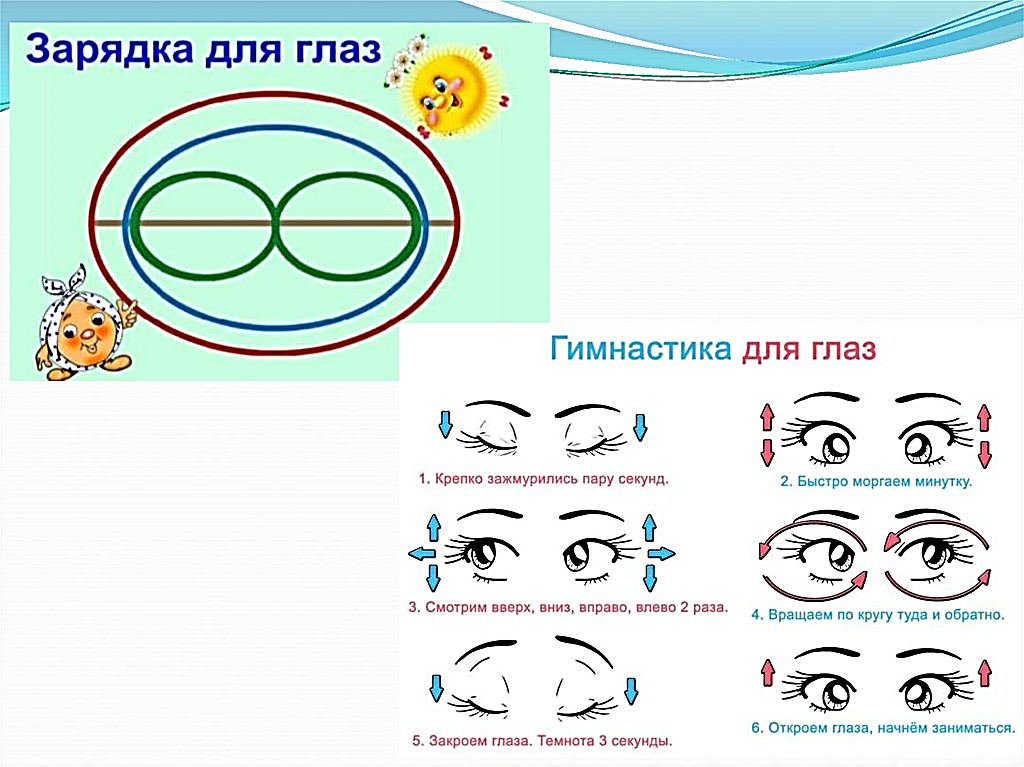 Зарядка для глаз
Гимнастика для глаз
1. Крепко зажмурились пару секунд.
2. Быстро моргаем минутку.
3. Смотрим вверх, вниз, вправо, влево 2 раза.
4. Вращаем по кругу туда и обратно.
5. Закроем глаза. Темнота 3 секунды.
6. Откроем глаза, начнём заниматься.